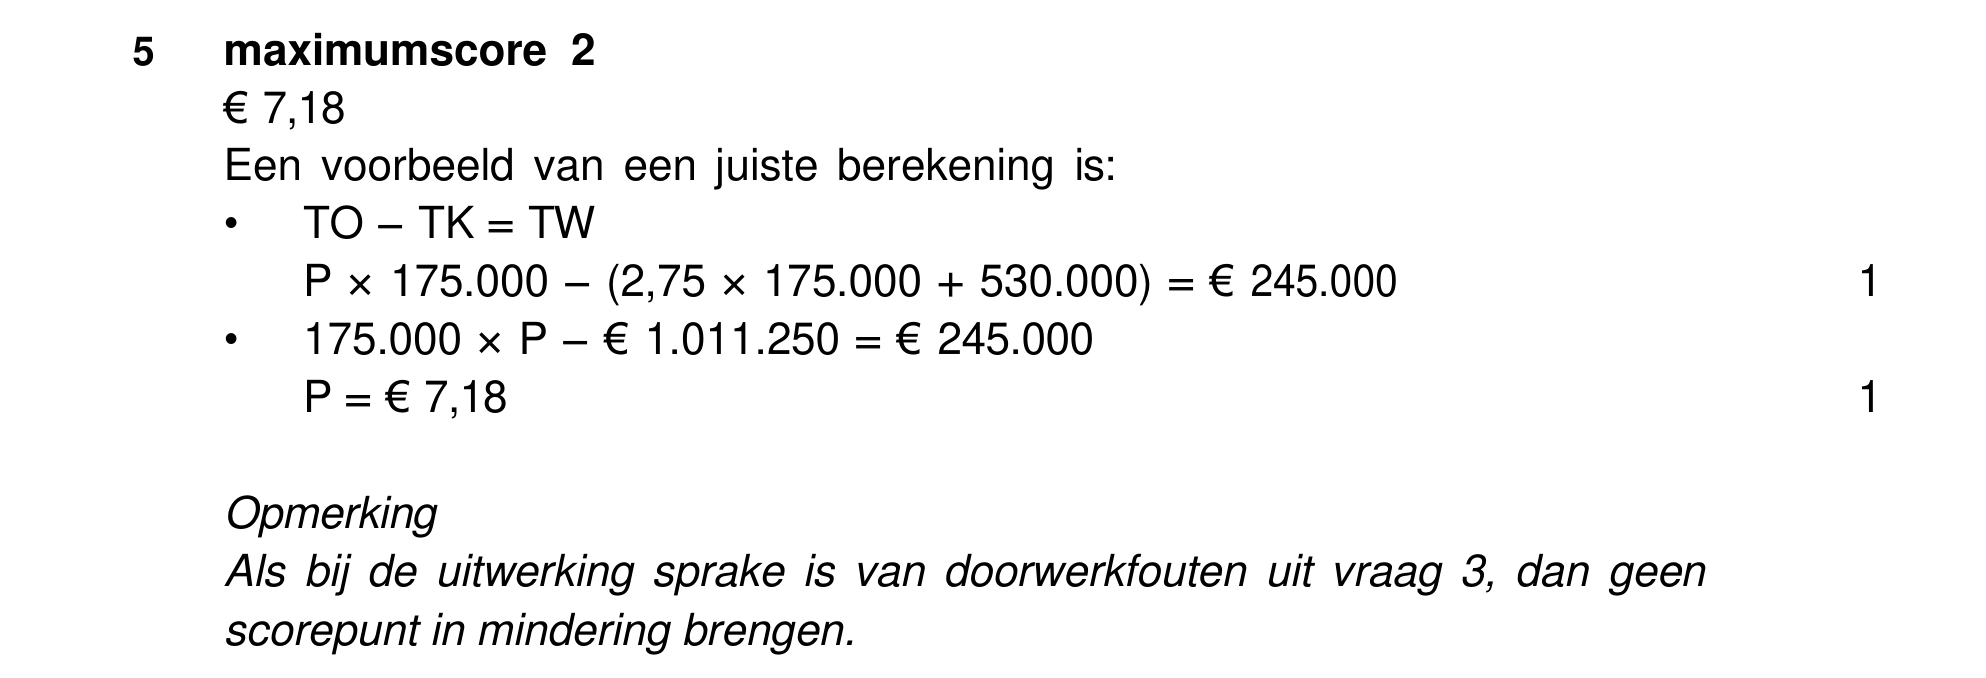 5 maximumscore 2
€ 7,18
Een voorbeeld van een juiste berekening is:
• TO – TK = TW
P × 175.000 – (2,75 × 175.000 + 530.000) = € 245.000 1
• 175.000 × P – € 1.011.250 = € 245.000
P = € 7,18 1
Opmerking
Als bij de uitwerking sprake is van doorwerkfouten uit vraag 3, dan geen
scorepunt in mindering brengen.